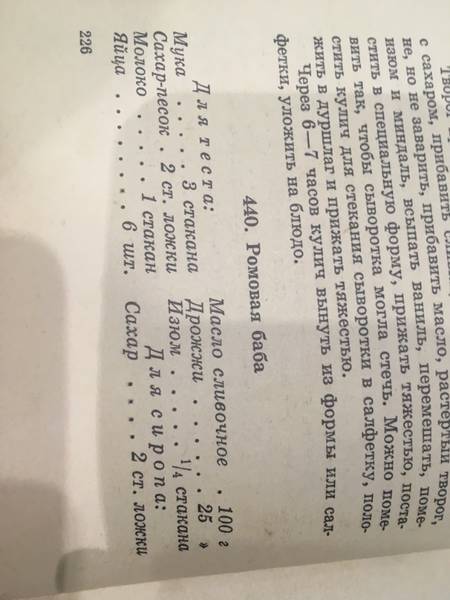 Творог
с сахаром, прибавить
не, но не заварить, прибавить масло, растертый творог,
изюм и миндаль, всыпать ваниль, перемешать, поме-
стить в специальную форму, прижать тяжестью, поста-
вить так, чтобы сыворотка могла стечь. Можно поме-
стить кулич для стекания сыворотки в салфетку, поло-
жить в дуршлаг и прижать тяжестью.
Через 6—7 часов кулич вынуть из формы или сал-
фетки, уложить на блюдо.
440. Ромовая баба
Для теста:
Мука . . . . . 3 стакана
Сахар-песок . 2 ст. ложки
Молоко . . . . . 1 стакан
Яйца . . . . . . . . 6 шт.
Масло сливочное . 100 г
Дрожжи . . . . . . 25 »
Изюм . . . . . 1/4 стакана
Для сиропа:
Сахар . . . . 2 ст. ложки
226